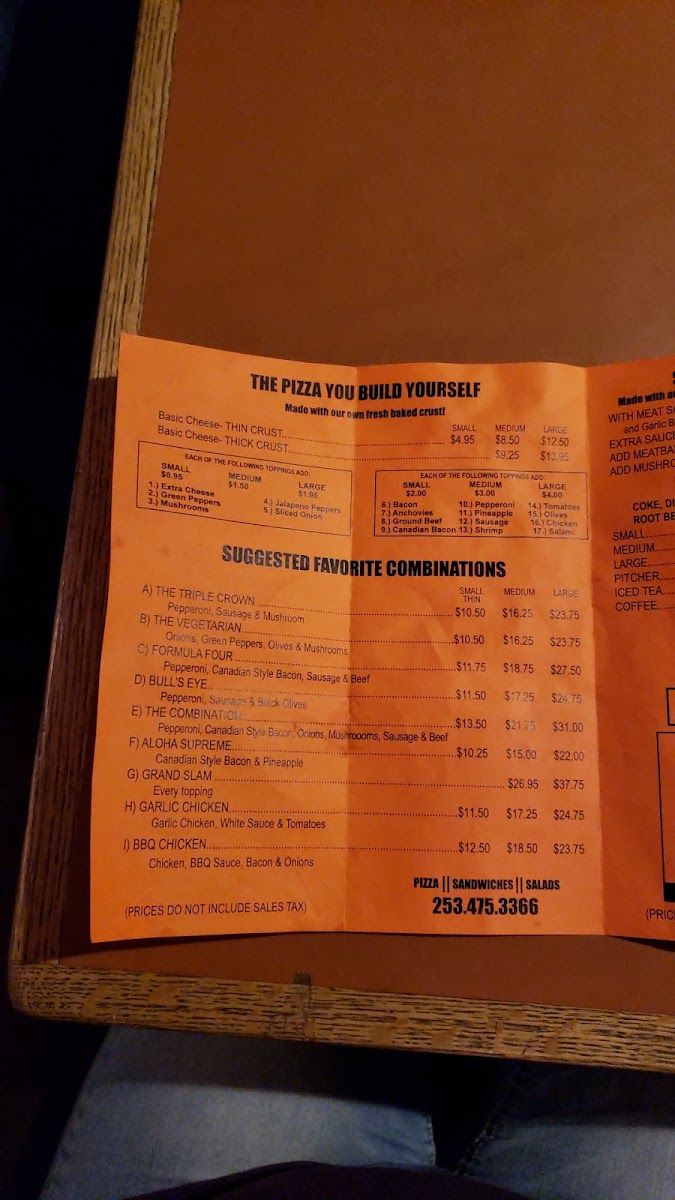 THE PIZZA YOU BUILD YOURSELF
Made with our own fresh baked crust!
SMALL MEDIUM LARGE
Basic Cheese- THIN CRUST $4.95 $8.50 $12.50
Basic Cheese- THICK CRUST $9.25 $13.95
EACH OF THE FOLLOWING TOPPINGS ADD:
SMALL MEDIUM LARGE
$0.95 $1.50 $1.95
1.) Extra Cheese 4.) Jalapeno Peppers
2.) Green Peppers 5.) Sliced Onion
3.) Mushrooms
EACH OF THE FOLLOWING TOPPINGS ADD:
SMALL MEDIUM LARGE
$2.00 $3.00 $4.00
6.) Bacon 10.) Pepperoni 14.) Tomatoes
7.) Anchovies 11.) Pineapple 15.) Olives
8.) Ground Beef 12.) Sausage 16.) Chicken
9.) Canadian Bacon 13.) Shrimp 17.) Salami
SUGGESTED FAVORITE COMBINATIONS
SMALL THIN MEDIUM LARGE
A) THE TRIPLE CROWN $10.50 $16.25 $23.75
Pepperoni, Sausage & Mushroom
B) THE VEGETARIAN $10.50 $16.25 $23.75
Onions, Green Peppers, Olives & Mushrooms
C) FORMULA FOUR $11.75 $18.75 $27.50
Pepperoni, Canadian Style Bacon, Sausage & Beef
D) BULL'S EYE $11.50 $17.25 $24.75
Pepperoni, Sausage & Black Olives
E) THE COMBINATION $13.50 $21.75 $31.00
Pepperoni, Canadian Style Bacon, Onions, Mushroooms, Sausage & Beef
F) ALOHA SUPREME $10.25 $15.00 $22.00
Canadian Style Bacon & Pineapple
G) GRAND SLAM $26.95 $37.75
Every topping
H) GARLIC CHICKEN $11.50 $17.25 $24.75
Garlic Chicken, White Sauce & Tomatoes
I) BBQ CHICKEN $12.50 $18.50 $23.75
Chicken, BBQ Sauce, Bacon & Onions
PIZZA || SANDWICHES || SALADS
253.475.3366
(PRICES DO NOT INCLUDE SALES TAX)
Made with
WITH MEAT
and Garlic
EXTRA SAUCE
ADD
ADD
COKE,
ROOT
SMALL
MEDIUM
LARGE
PITCHER
ICED TEA
COFFEE